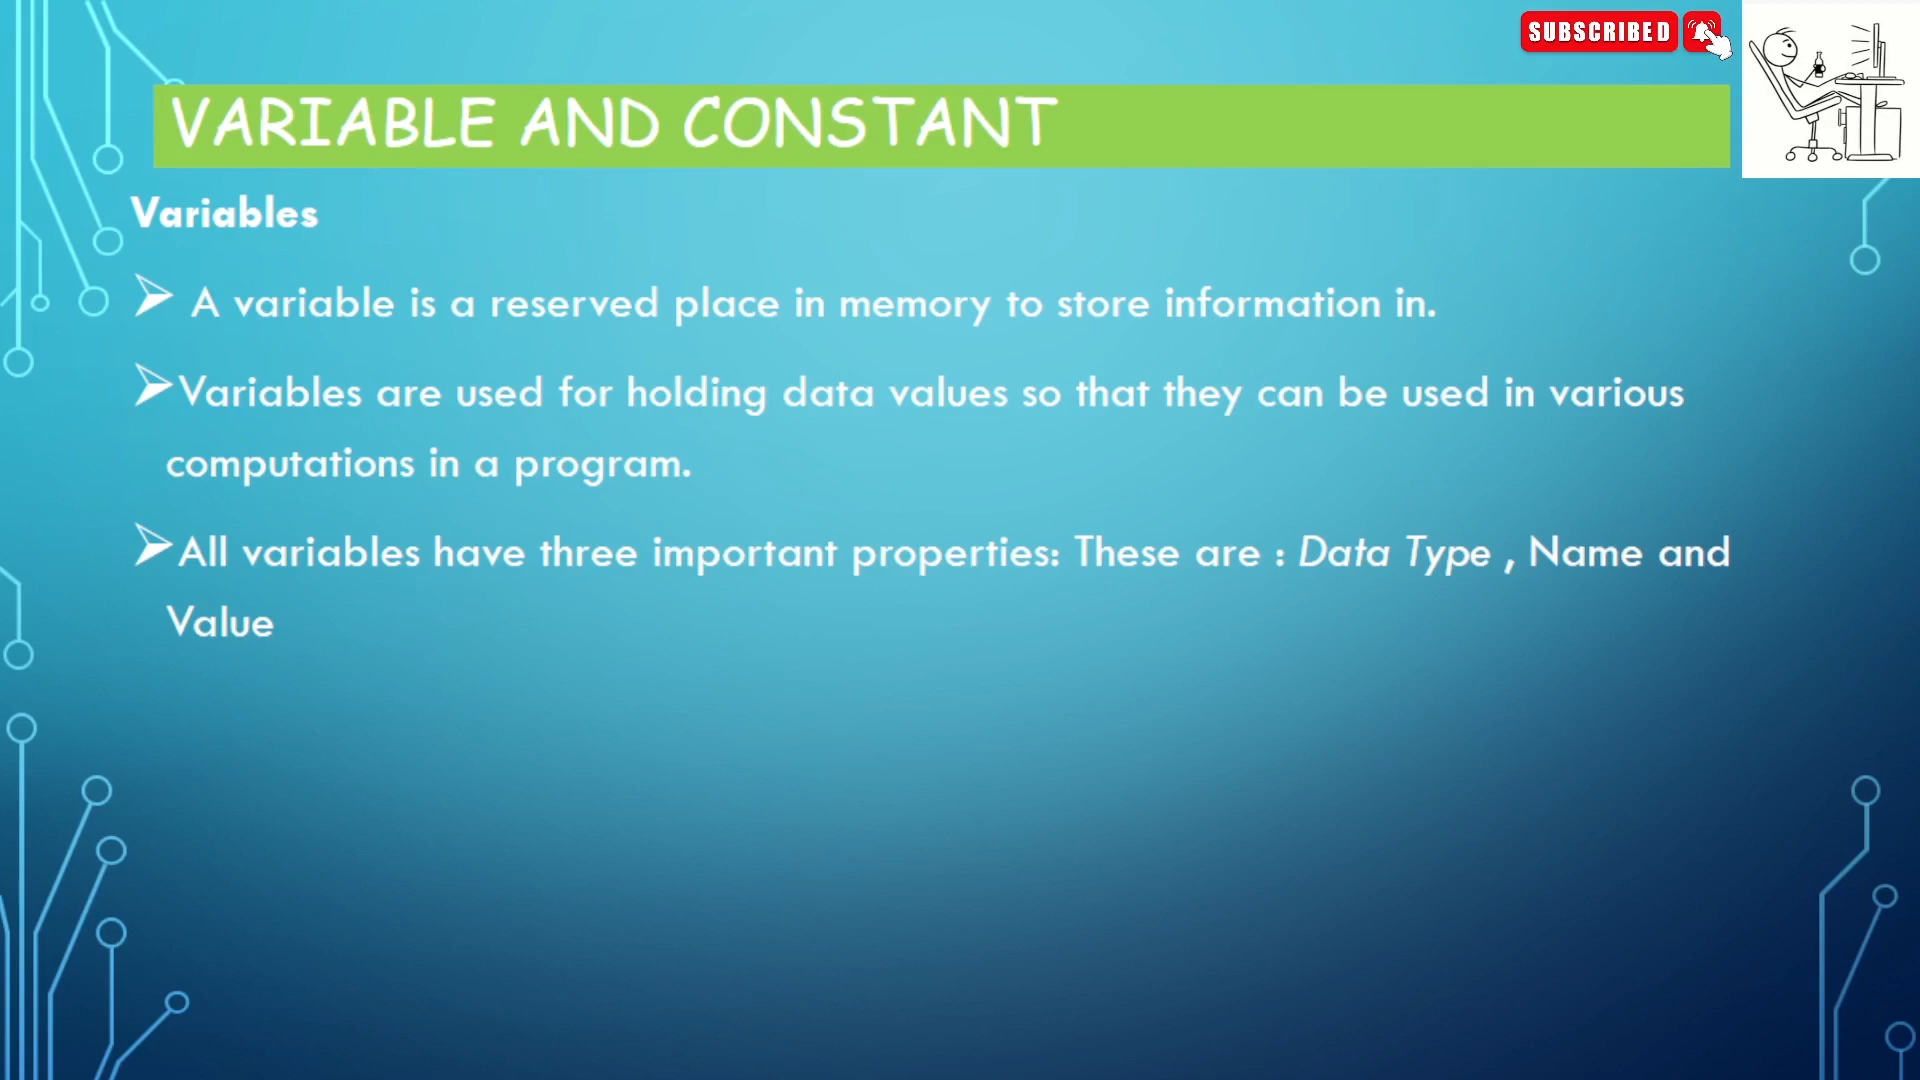 SUBSCRIBED
VARIABLE AND CONSTANT
Variables
A variable is a reserved place in memory to store information in.
Variables are used for holding data values so that they can be used in various
computations in a program.
All variables have three important properties: These are : Data Type , Name and
Value